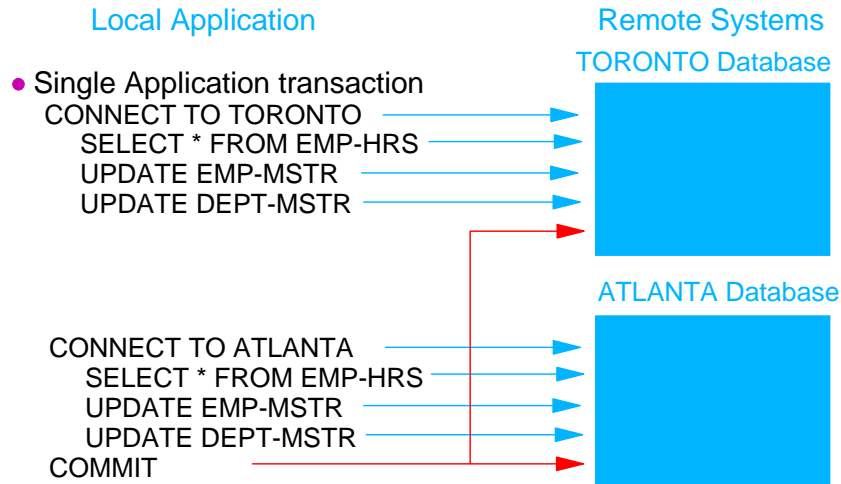 Local Application
Remote Systems
TORONTO Database
• Single Application transaction
CONNECT TO TORONTO
SELECT * FROM EMP-HRS
UPDATE EMP-MSTR
UPDATE DEPT-MSTR
ATLANTA Database
CONNECT TO ATLANTA
SELECT * FROM EMP-HRS
UPDATE EMP-MSTR
UPDATE DEPT-MSTR
COMMIT